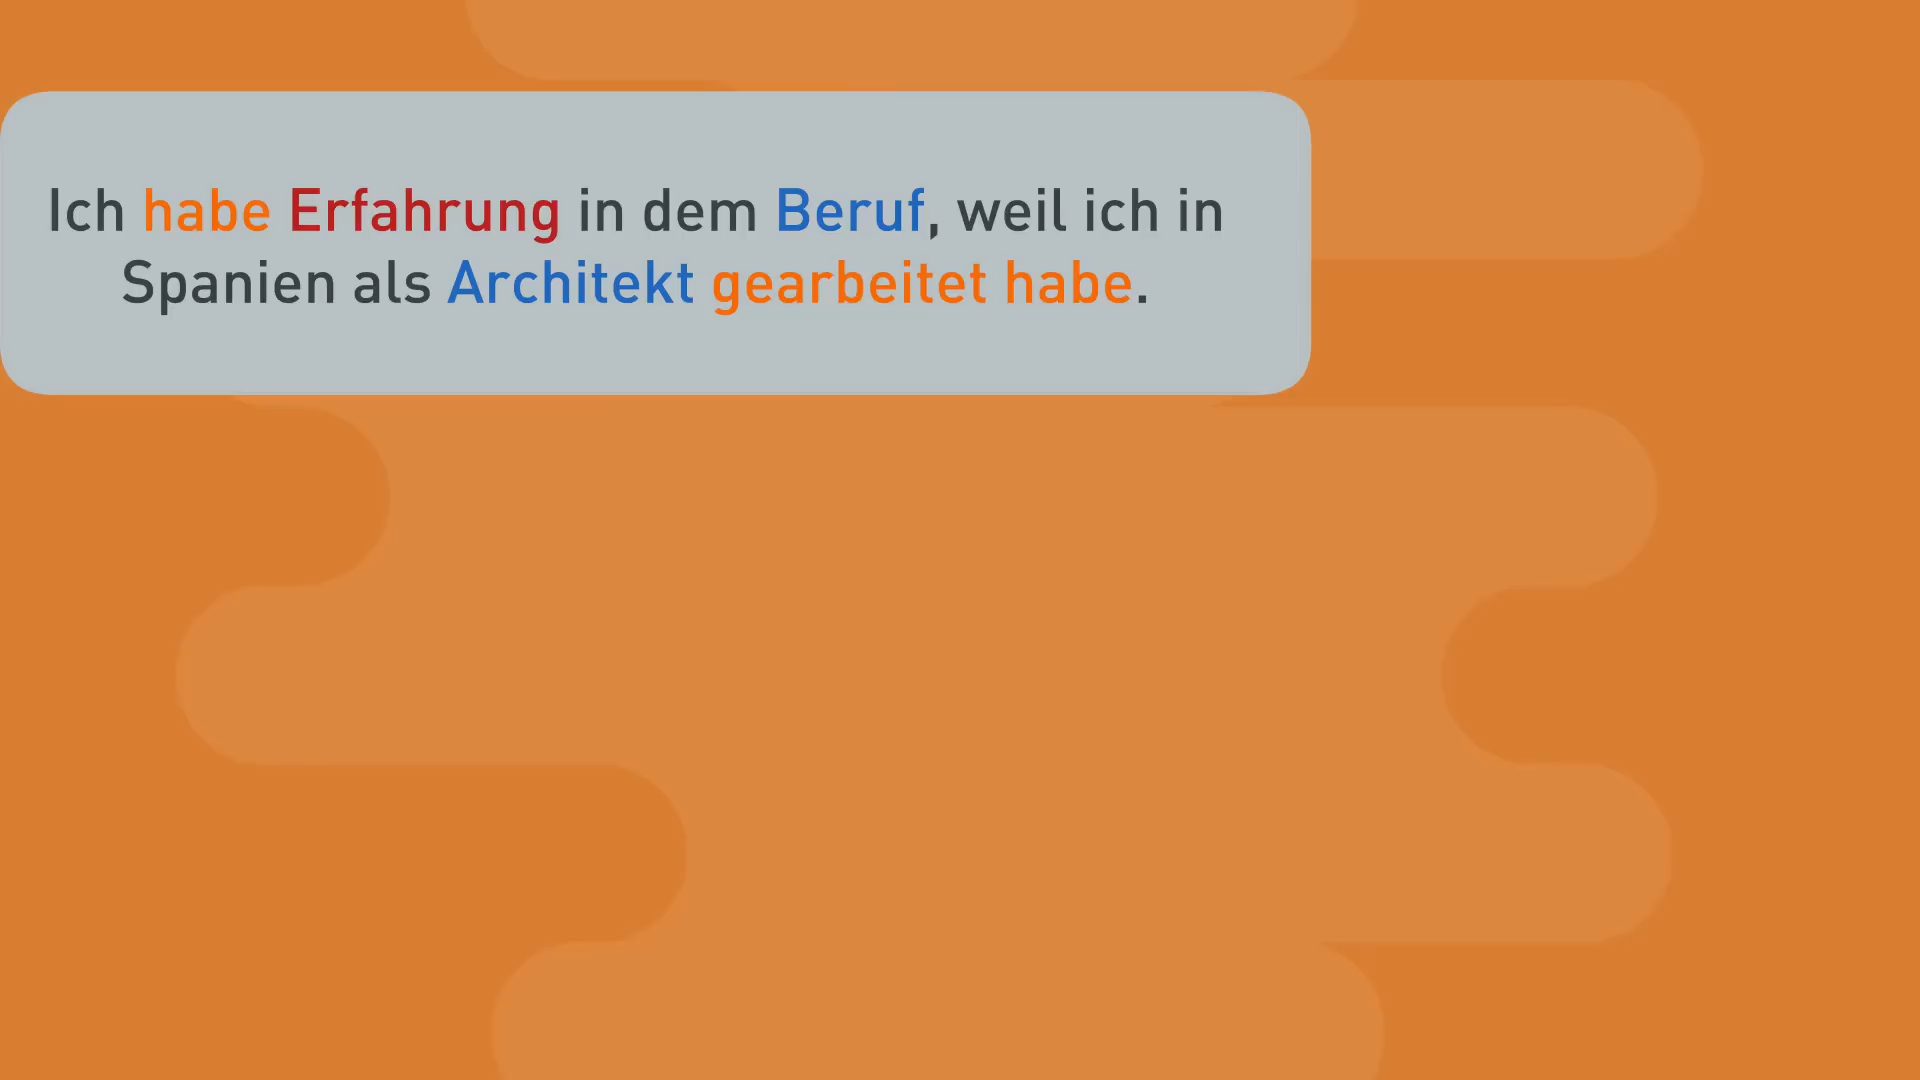 Ich habe Erfahrung in dem Beruf, weil ich in
Spanien als Architekt gearbeitet habe.